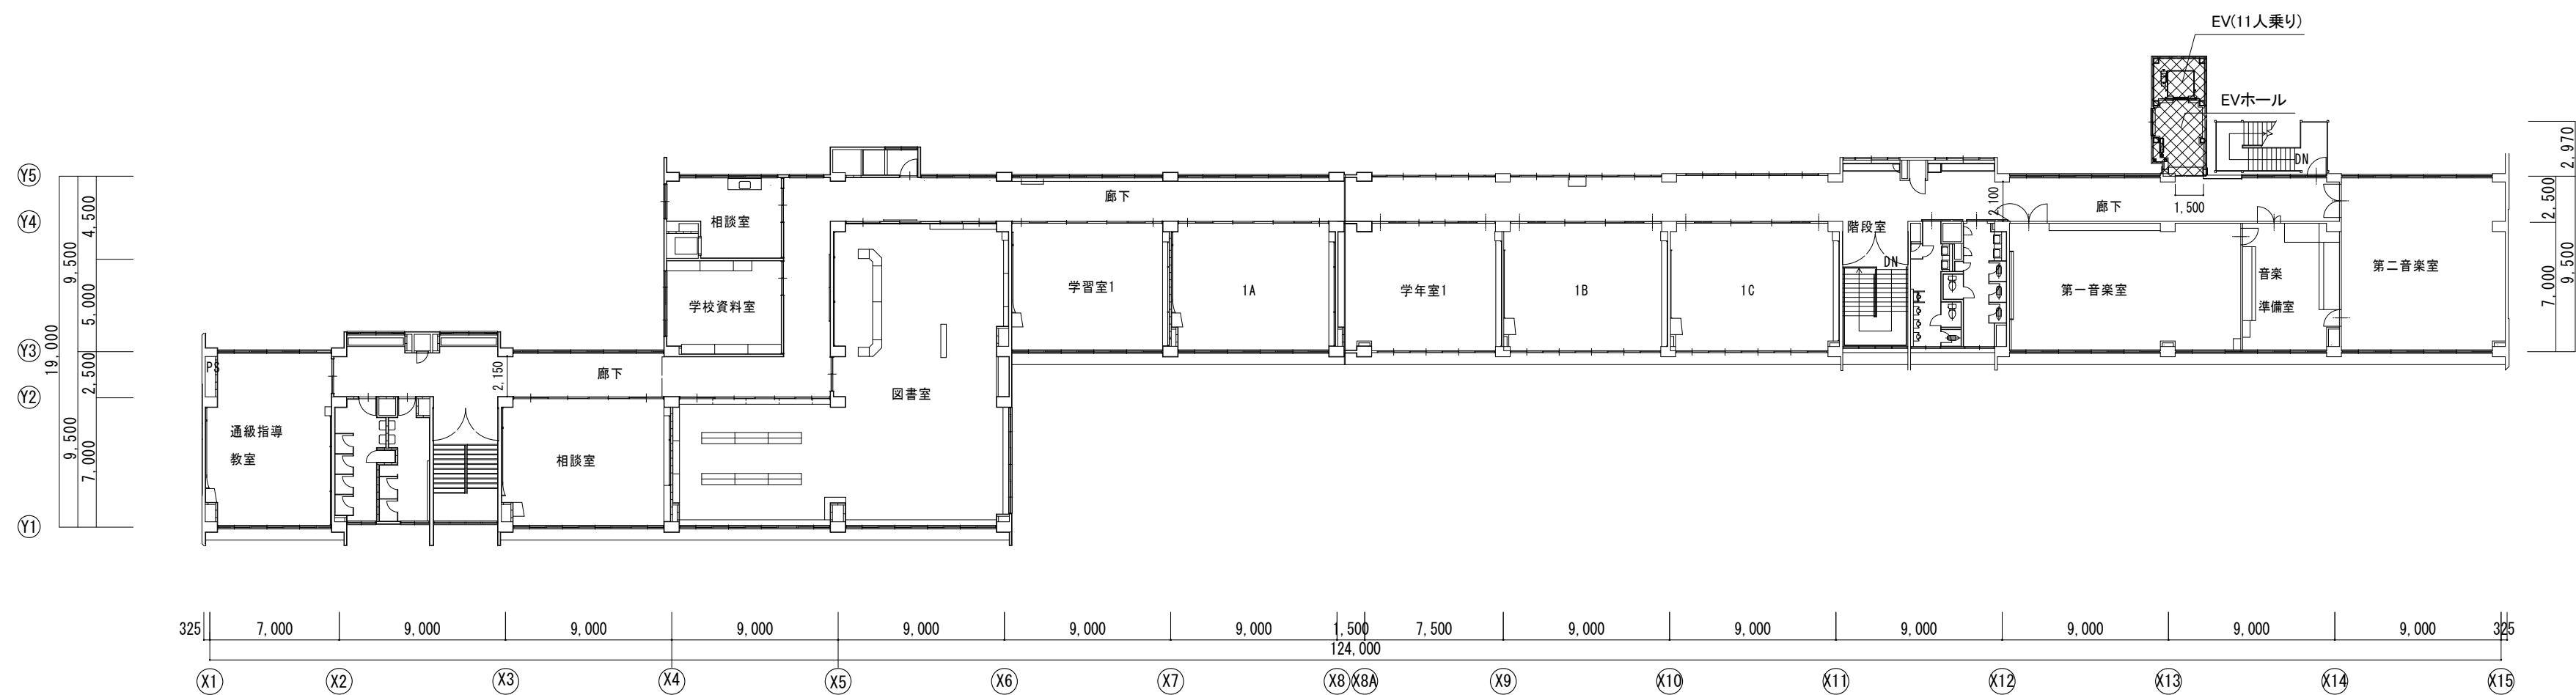 EV(11人乗り)
EVホール
DN
2,970
Y5
Y4
Y3
Y2
Y1
4,500
5,000
2,500
7,000
9,500
9,500
19,000
2,500
7,000
9,500
相談室
学校資料室
廊下
廊下
廊下
2,100
1,500
階段室
DN
学習室1
1A
学年室1
1B
1C
第一音楽室
音楽
準備室
第二音楽室
PS
2,150
図書室
通級指導
教室
相談室
325
7,000
9,000
9,000
9,000
9,000
9,000
9,000
1,500
7,500
9,000
9,000
9,000
9,000
9,000
9,000
325
124,000
X1
X2
X3
X4
X5
X6
X7
X8
X8A
X9
X10
X11
X12
X13
X14
X15